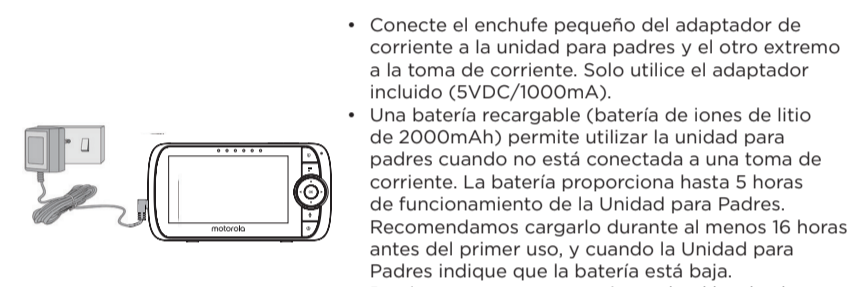 • Conecte el enchufe pequeño del adaptador de
corriente a la unidad para padres y el otro extremo
a la toma de corriente. Solo utilice el adaptador
incluido (5VDC/1000mA).
• Una batería recargable (batería de iones de litio
de 2000mAh) permite utilizar la unidad para
padres cuando no está conectada a una toma de
corriente. La batería proporciona hasta 5 horas
de funcionamiento de la Unidad para Padres.
Recomendamos cargarlo durante al menos 16 horas
antes del primer uso, y cuando la Unidad para
Padres indique que la batería está baja.
motorola